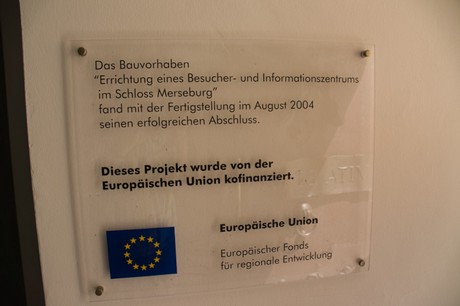 Das Bauvorhaben
"Errichtung eines Besucher- und Informationszentrums
im Schloss Merseburg"
fand mit der Fertigstellung im August 2004
seinen erfolgreichen Abschluss.
Dieses Projekt wurde von der
Europäischen Union kofinanziert.
Europäische Union
Europäischer Fonds
für regionale Entwicklung